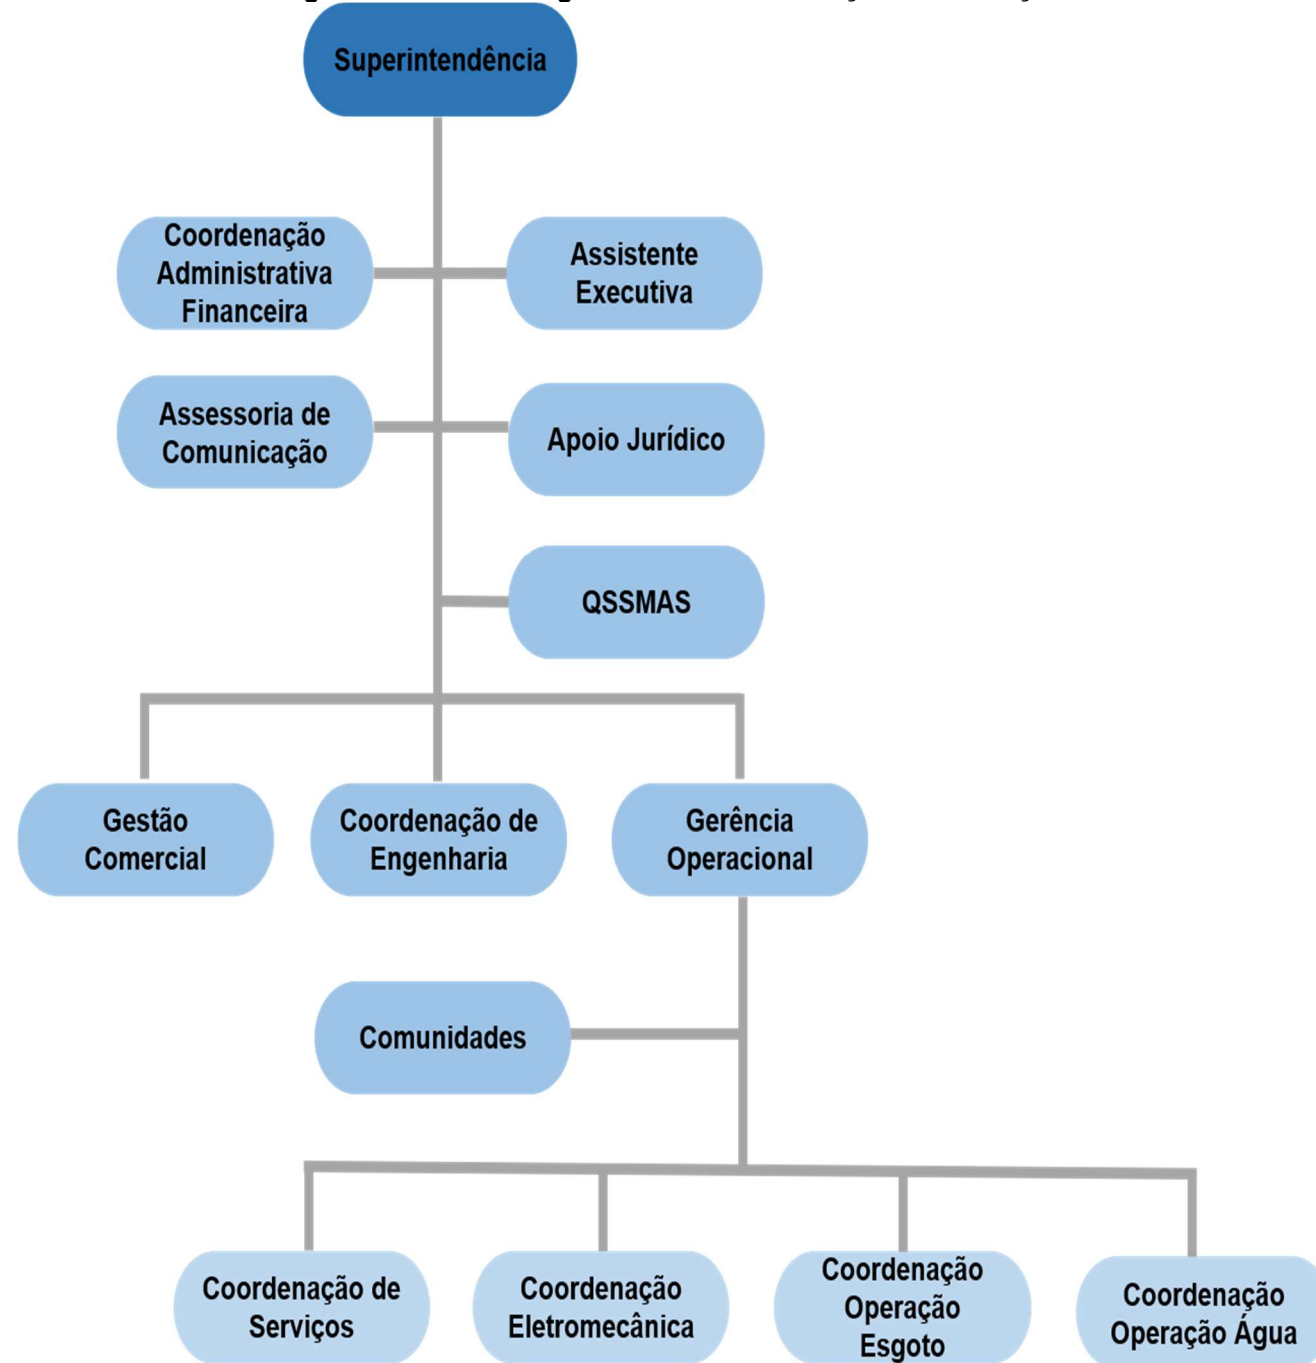 Superintendência
Coordenação
Administrativa
Financeira
Assistente
Executiva
Assessoria de
Comunicação
Apoio Jurídico
QSSMAS
Gestão
Comercial
Coordenação de
Engenharia
Gerência
Operacional
Comunidades
Coordenação de
Serviços
Coordenação
Eletromecânica
Coordenação
Operação
Esgoto
Coordenação
Operação Água